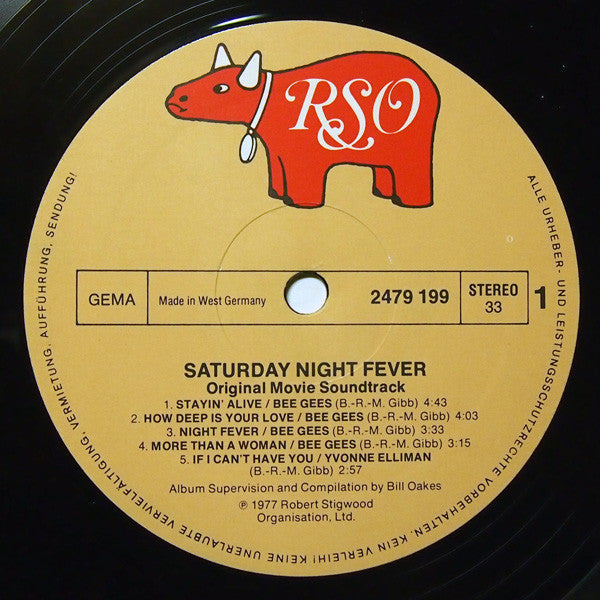 RSO
GEMA
Made in West Germany
2479 199
STEREO
33
1
SATURDAY NIGHT FEVER
Original Movie Soundtrack
1. STAYIN' ALIVE / BEE GEES (B.-R.-M. Gibb) 4:43
2. HOW DEEP IS YOUR LOVE / BEE GEES (B.-R.-M. Gibb) 4:03
3. NIGHT FEVER / BEE GEES (B.-R.-M. Gibb) 3:33
4. MORE THAN A WOMAN / BEE GEES (B.-R.-M. Gibb) 3:15
5. IF I CAN'T HAVE YOU / YVONNE ELLIMAN
(B.-R.-M. Gibb) 2:57
Album Supervision and Compilation by Bill Oakes
℗ 1977 Robert Stigwood
Organisation, Ltd.
ALLE URHEBER- UND LEISTUNGSSCHUTZRECHTE VORBEHALTEN. KEIN VERLEIH! KEINE UNERLAUBTE VERVIELFÄLTIGUNG, VERMIETUNG, AUFFÜHRUNG, SENDUNG!